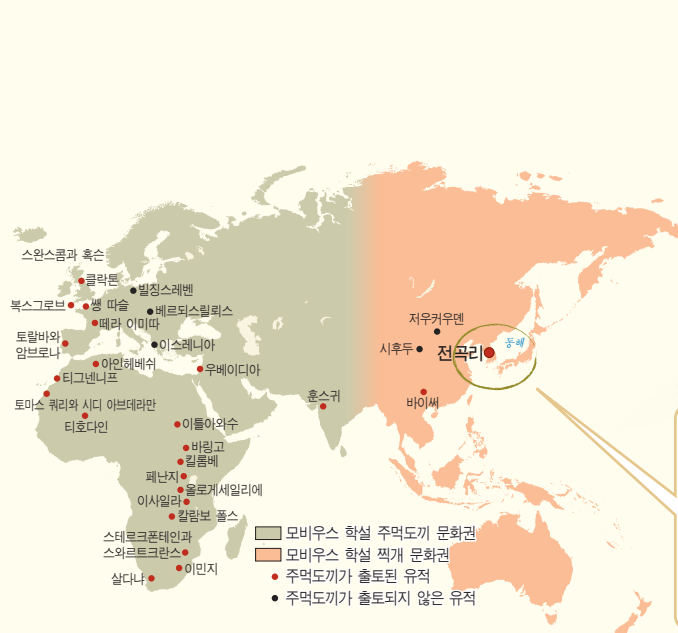 스완스콤과 혹슨
클락톤
빌징스레벤
복스그로브
쌩 따슐
베르되스릴뢰스
떼라 이미따
토랄바와
암브로나
이스레니아
아인헤베쉬
우베이디아
티그넨니프
토마스 쿼리와 시디 아브데라만
티호다인
이틀아와수
훈스귀
바링고
킬롬베
페난지
올로게세일리에
이사일라
칼람보 폴스
스테르크폰테인과
스와르트크란스
이민지
살다냐
저우커우뎬
시후두
전곡리
동해
바이써
모비우스 학설 주먹도끼 문화권
모비우스 학설 찍개 문화권
주먹도끼가 출토된 유적
주먹도끼가 출토되지 않은 유적